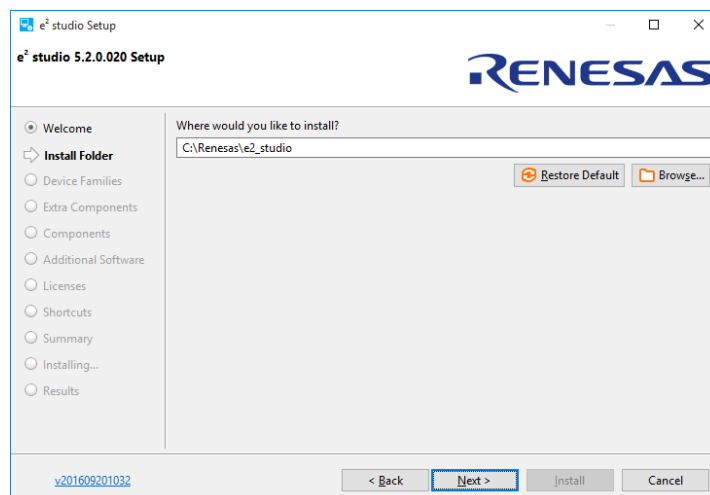 e² studio Setup
e² studio 5.2.0.020 Setup
RENESAS
Welcome
Install Folder
Device Families
Extra Components
Components
Additional Software
Licenses
Shortcuts
Summary
Installing...
Results
Where would you like to install?
C:\Renesas\e2_studio
Restore Default
Browse...
v201609201032
< Back
Next >
Install
Cancel